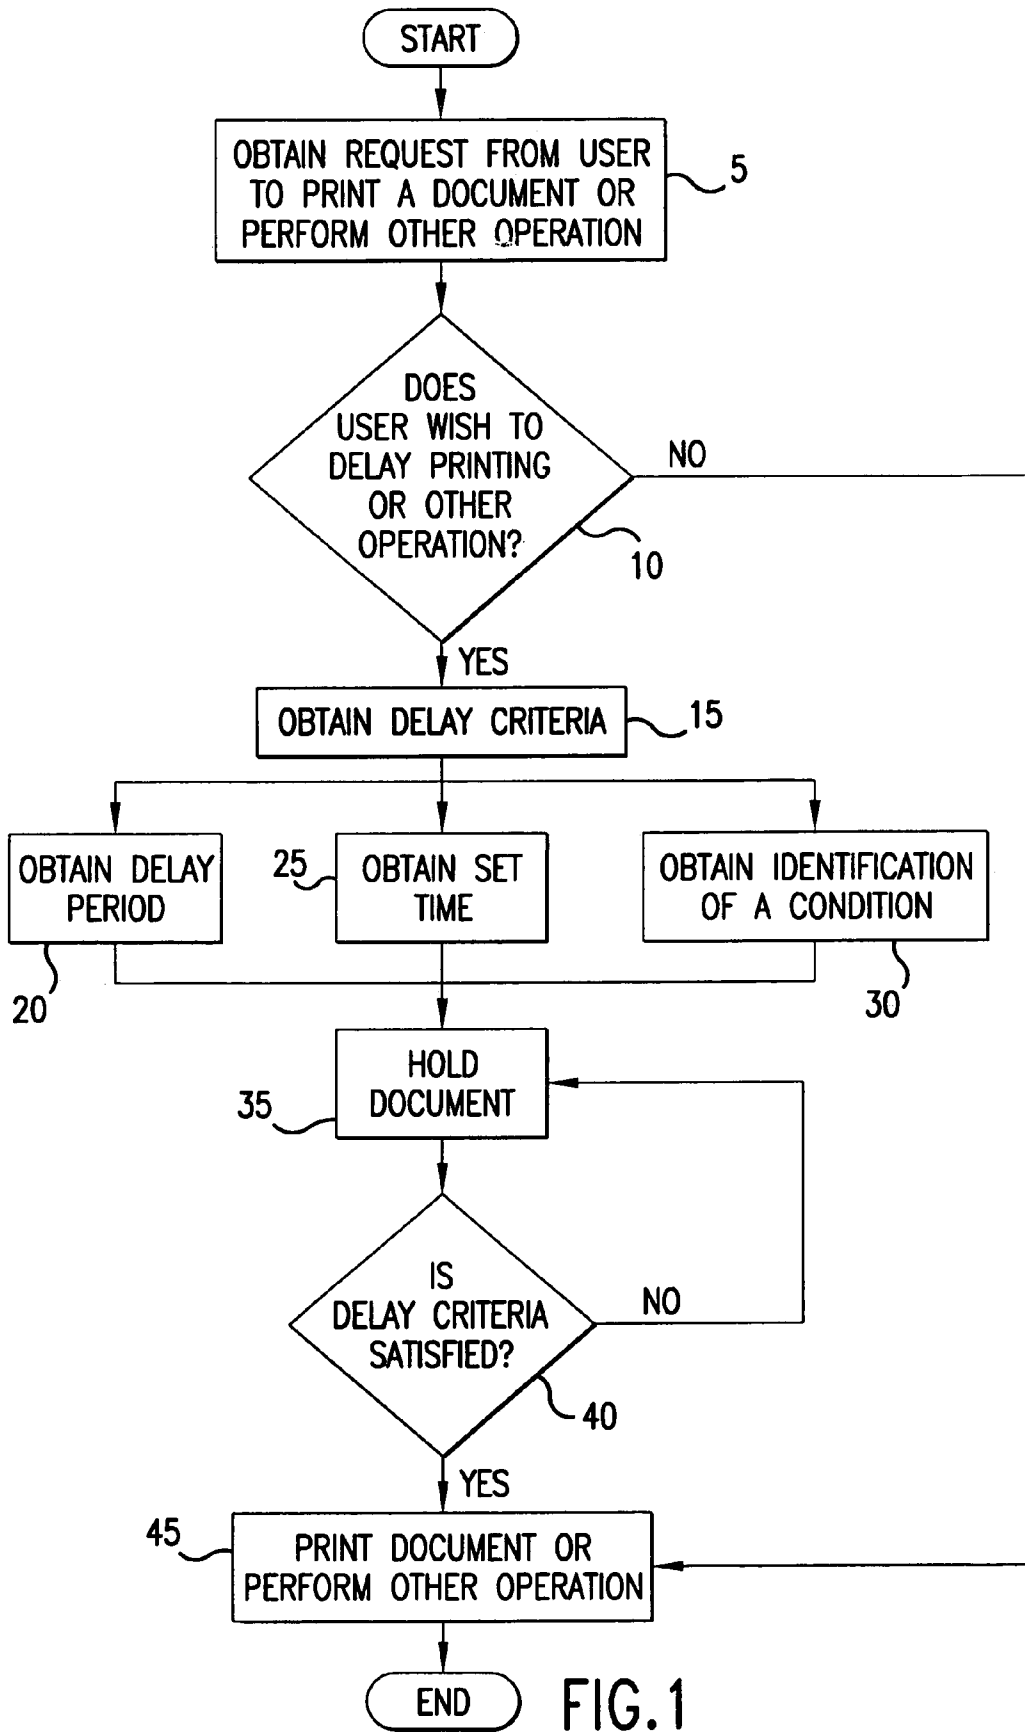 START
OBTAIN REQUEST FROM USER
TO PRINT A DOCUMENT OR
PERFORM OTHER OPERATION
5
DOES
USER WISH TO
DELAY PRINTING
OR OTHER
OPERATION?
NO
10
YES
OBTAIN DELAY CRITERIA
15
OBTAIN DELAY
PERIOD
20
25
OBTAIN SET
TIME
OBTAIN IDENTIFICATION
OF A CONDITION
30
HOLD
DOCUMENT
35
IS
DELAY CRITERIA
SATISFIED?
NO
40
YES
45
PRINT DOCUMENT OR
PERFORM OTHER OPERATION
END
FIG.1